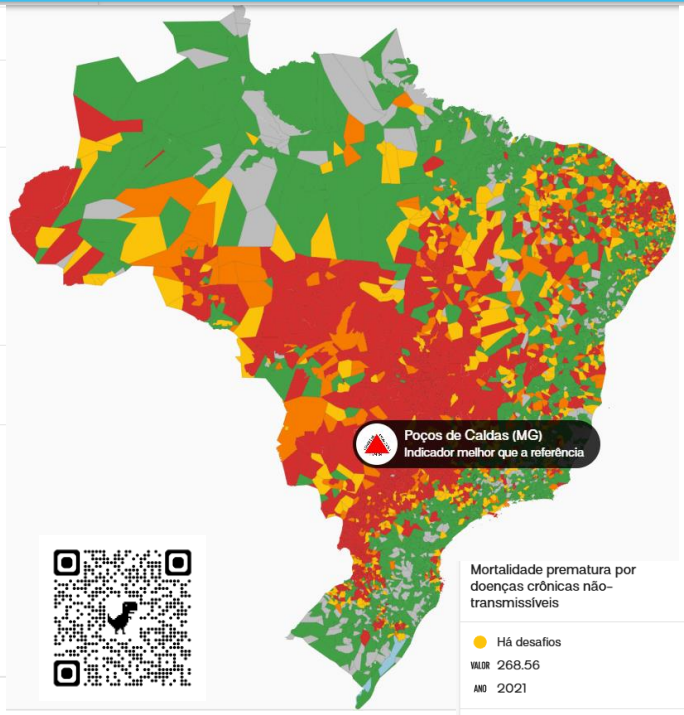 Poços de Caldas (MG)
Indicador melhor que a referência
Mortalidade prematura por
doenças crônicas não-
transmissíveis
Há desafios
VALOR 268.56
ANO 2021